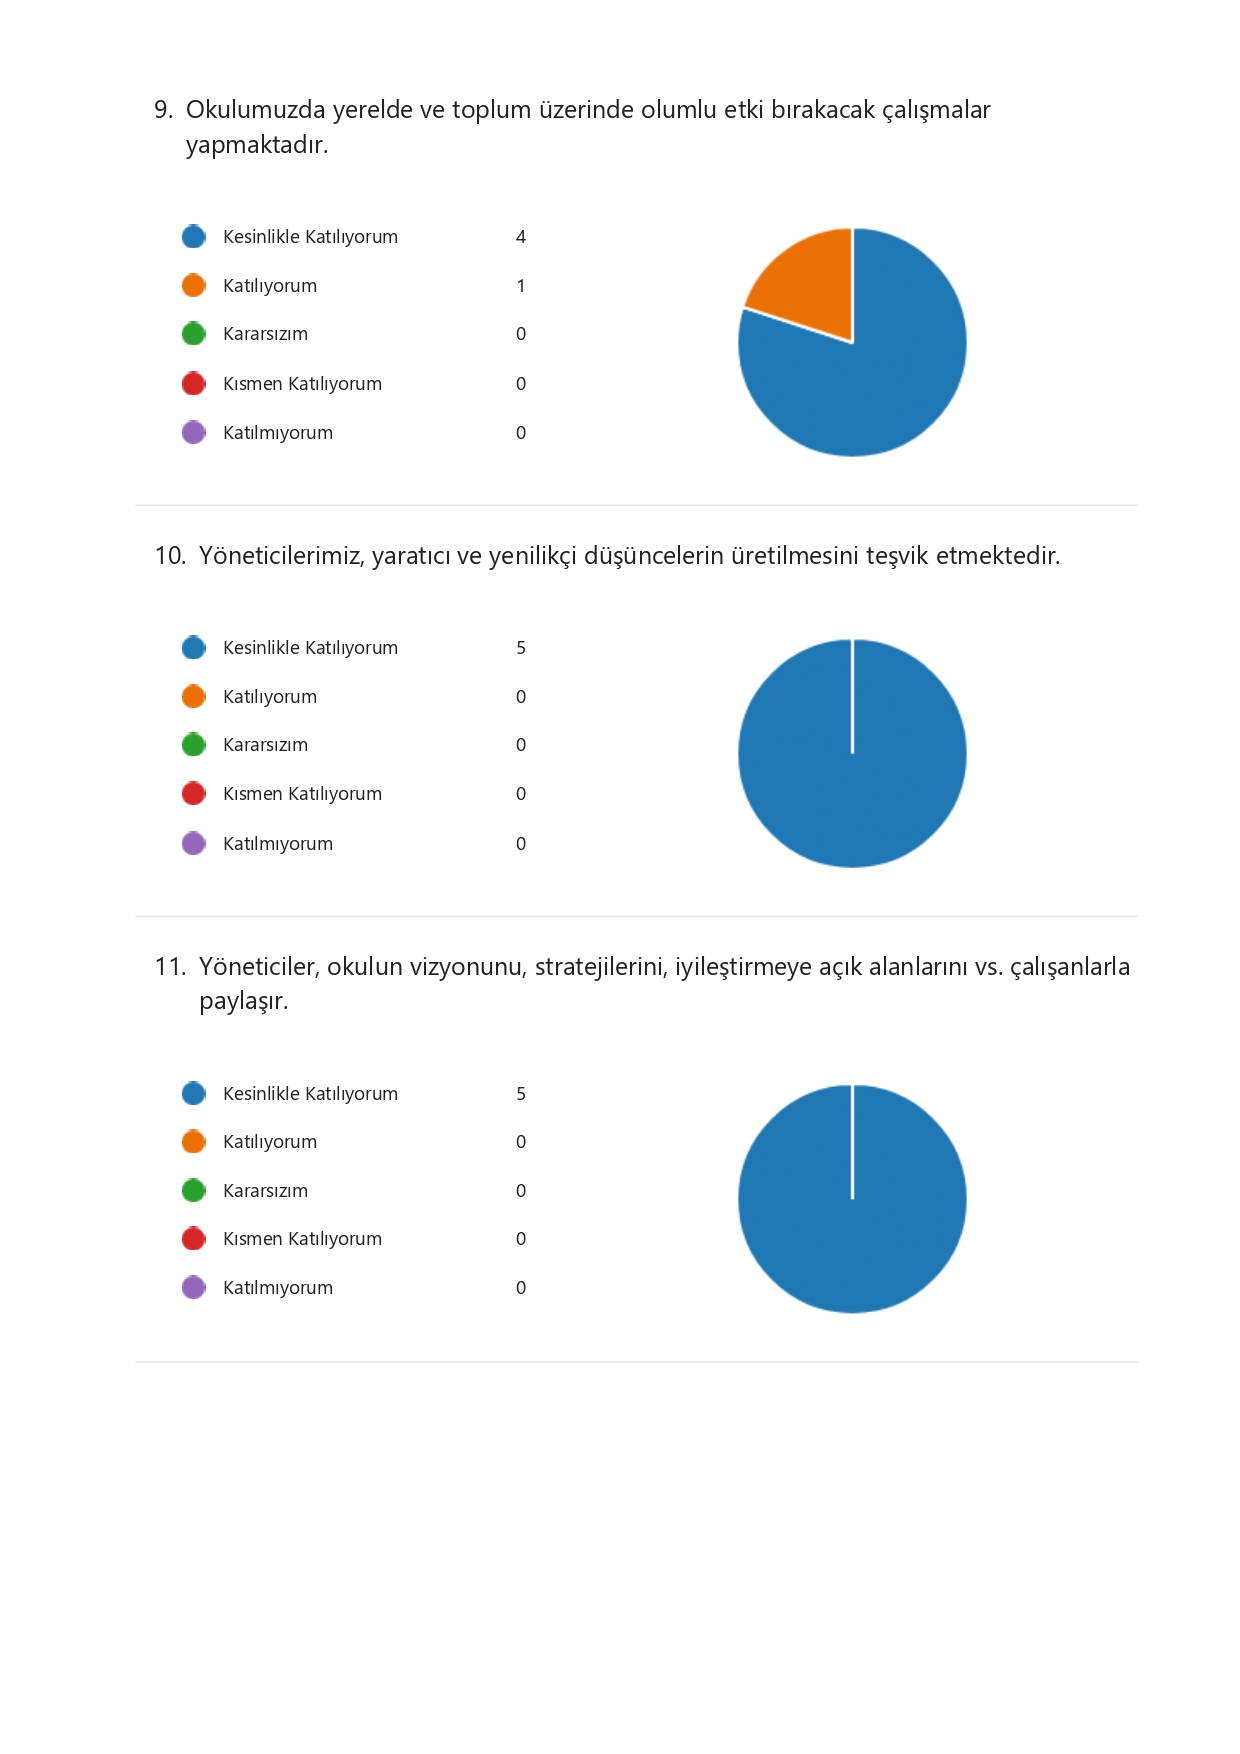 9. Okulumuzda yerelde ve toplum üzerinde olumlu etki bırakacak çalışmalar
yapmaktadır.
Kesinlikle Katılıyorum 4
Katılıyorum 1
Kararsızım 0
Kısmen Katılıyorum 0
Katılmıyorum 0
10. Yöneticilerimiz, yaratıcı ve yenilikçi düşüncelerin üretilmesini teşvik etmektedir.
Kesinlikle Katılıyorum 5
Katılıyorum 0
Kararsızım 0
Kısmen Katılıyorum 0
Katılmıyorum 0
11. Yöneticiler, okulun vizyonunu, stratejilerini, iyileştirmeye açık alanlarını vs. çalışanlarla
paylaşır.
Kesinlikle Katılıyorum 5
Katılıyorum 0
Kararsızım 0
Kısmen Katılıyorum 0
Katılmıyorum 0